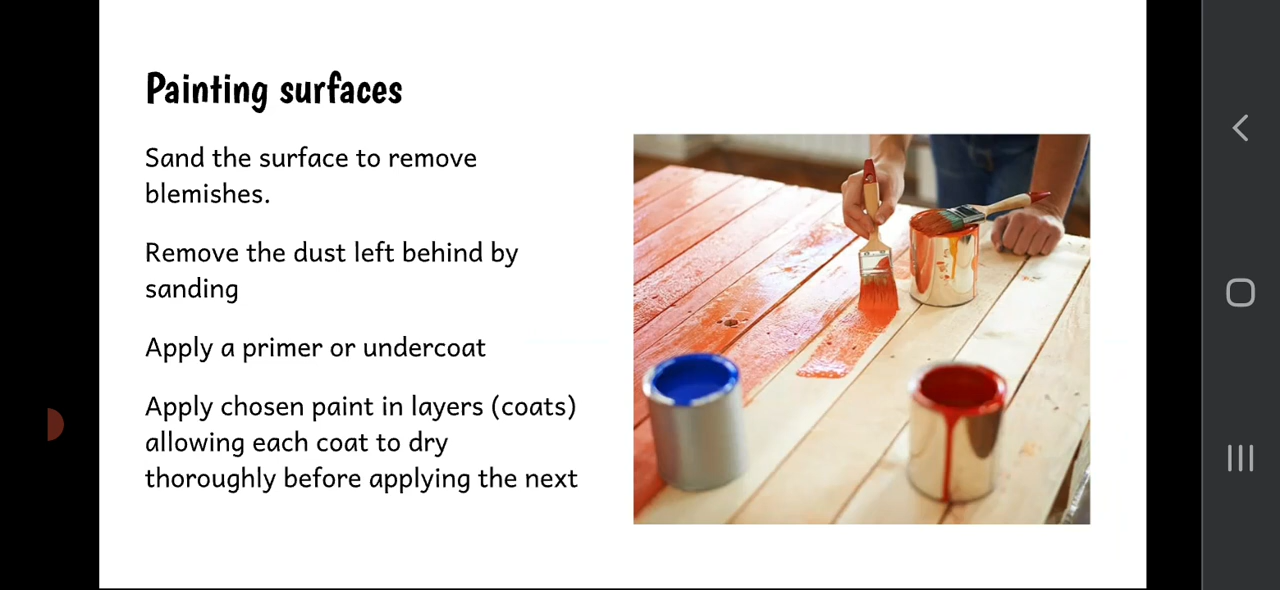 Painting surfaces
Sand the surface to remove
blemishes.
Remove the dust left behind by
sanding
Apply a primer or undercoat
Apply chosen paint in layers (coats)
allowing each coat to dry
thoroughly before applying the next